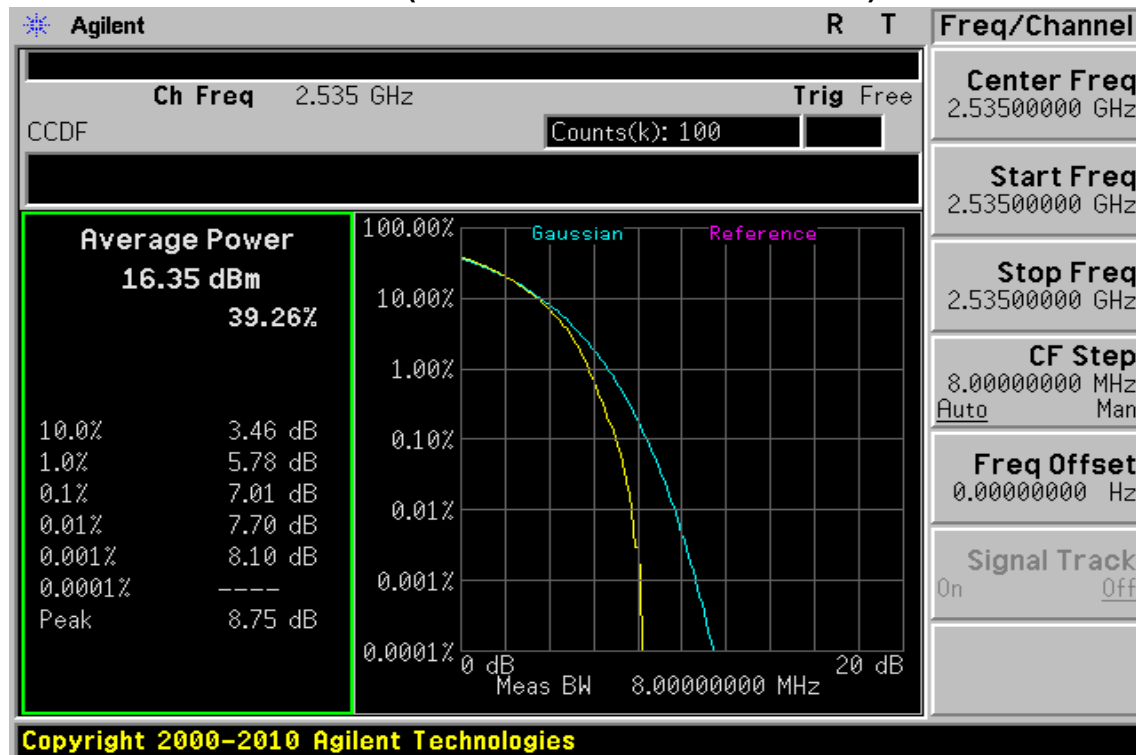 Agilent R T
Freq/Channel
Ch Freq 2.535 GHz Trig Free
CCDF Counts(k): 100
Center Freq
2.53500000 GHz
Start Freq
2.53500000 GHz
Stop Freq
2.53500000 GHz
CF Step
8.00000000 MHz
Auto Man
Freq Offset
0.00000000 Hz
Signal Track
On Off
Average Power
16.35 dBm
39.26%
10.0% 3.46 dB
1.0% 5.78 dB
0.1% 7.01 dB
0.01% 7.70 dB
0.001% 8.10 dB
0.0001% ----
Peak 8.75 dB
Gaussian Reference
100.00%
10.00%
1.00%
0.10%
0.01%
0.001%
0.0001%
0 dB 20 dB
Meas BW 8.00000000 MHz
Copyright 2000-2010 Agilent Technologies